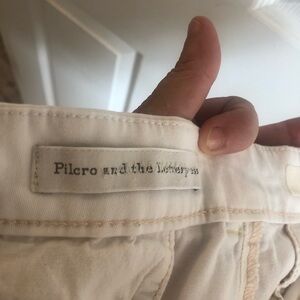 Pilcro and the Letterpress